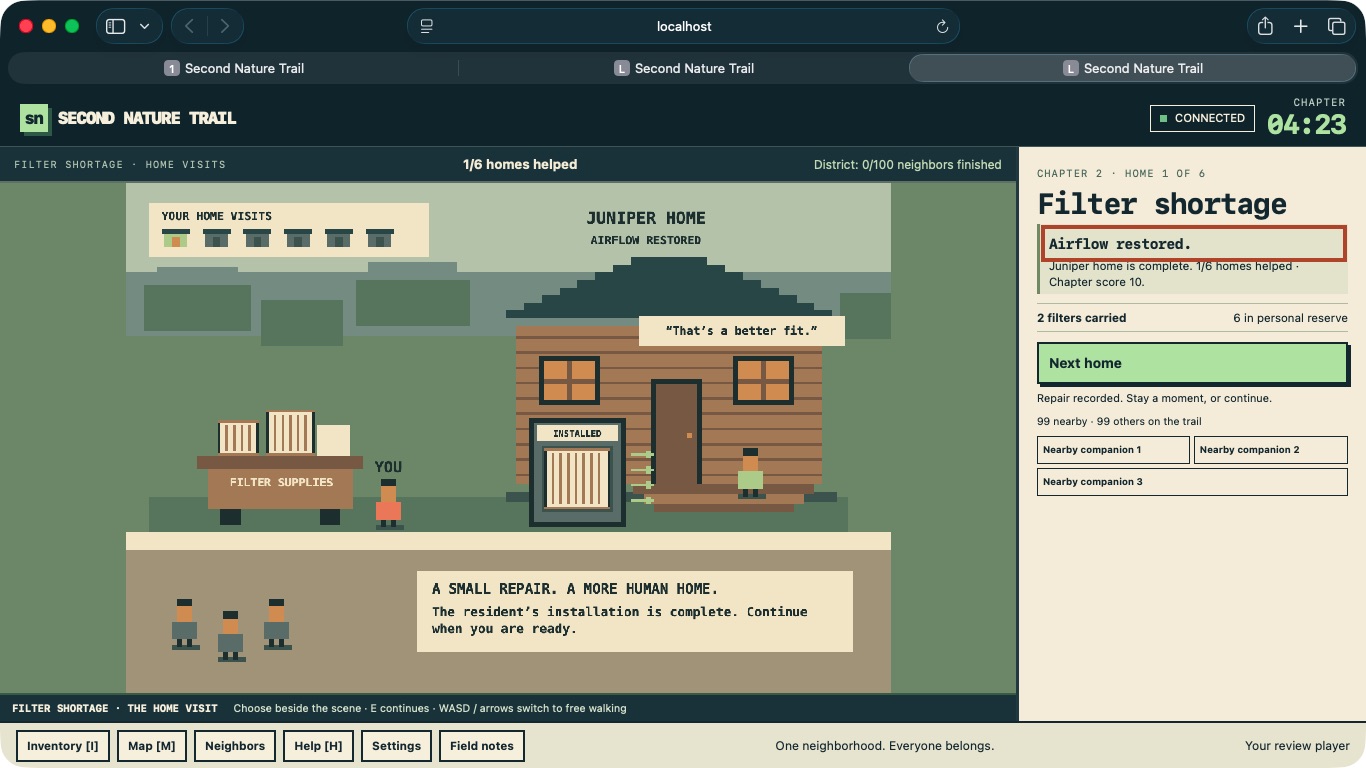 localhost
1 Second Nature Trail
L Second Nature Trail
L Second Nature Trail
sn SECOND NATURE TRAIL
CONNECTED
CHAPTER
04:23
FILTER SHORTAGE · HOME VISITS
1/6 homes helped
District: 0/100 neighbors finished
YOUR HOME VISITS
JUNIPER HOME
AIRFLOW RESTORED
“That’s a better fit.”
INSTALLED
FILTER SUPPLIES
YOU
A SMALL REPAIR. A MORE HUMAN HOME.
The resident’s installation is complete. Continue
when you are ready.
FILTER SHORTAGE · THE HOME VISIT
Choose beside the scene · E continues · WASD / arrows switch to free walking
CHAPTER 2 · HOME 1 OF 6
Filter shortage
Airflow restored.
Juniper home is complete. 1/6 homes helped ·
Chapter score 10.
2 filters carried
6 in personal reserve
Next home
Repair recorded. Stay a moment, or continue.
99 nearby · 99 others on the trail
Nearby companion 1
Nearby companion 2
Nearby companion 3
Inventory [I]
Map [M]
Neighbors
Help [H]
Settings
Field notes
One neighborhood. Everyone belongs.
Your review player